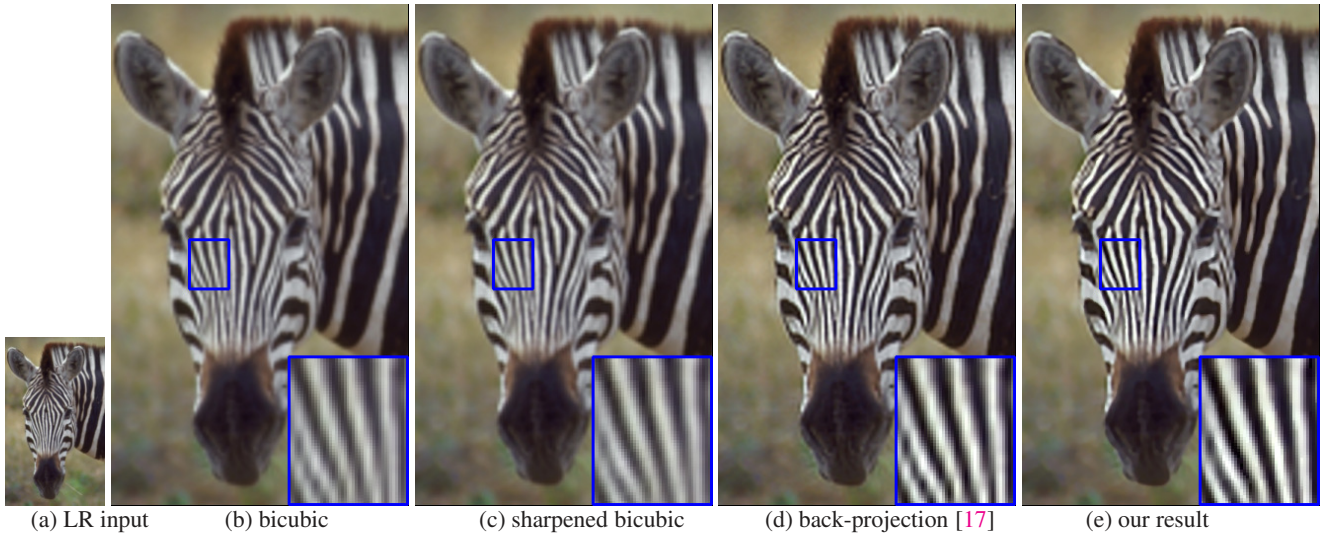 (a) LR input
(b) bicubic
(c) sharpened bicubic
(d) back-projection [17]
(e) our result